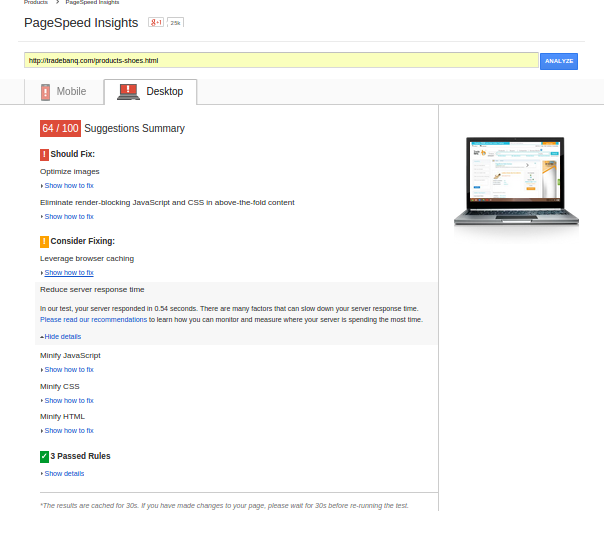 Products > PageSpeed Insights
PageSpeed Insights g+1 25k
http://tradebanq.com/products-shoes.html ANALYZE
! Mobile ! Desktop
64 / 100 Suggestions Summary
! Should Fix:
Optimize images
Show how to fix
Eliminate render-blocking JavaScript and CSS in above-the-fold content
Show how to fix
! Consider Fixing:
Leverage browser caching
Show how to fix
Reduce server response time
In our test, your server responded in 0.54 seconds. There are many factors that can slow down your server response time.
Please read our recommendations to learn how you can monitor and measure where your server is spending the most time.
Hide details
Minify JavaScript
Show how to fix
Minify CSS
Show how to fix
Minify HTML
Show how to fix
✓ 3 Passed Rules
Show details
*The results are cached for 30s. If you have made changes to your page, please wait for 30s before re-running the test.